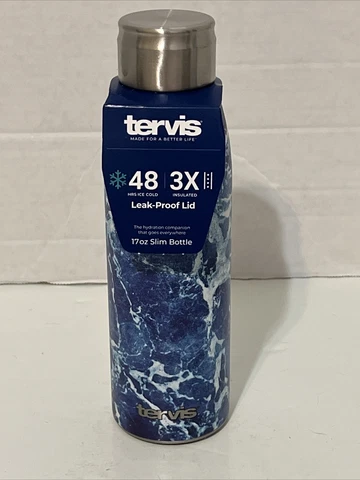 tervis
MADE FOR A BETTER LIFE
48 3X
HRS ICE COLD INSULATED
Leak-Proof Lid
The hydration companion
that goes everywhere
17oz Slim Bottle
tervis